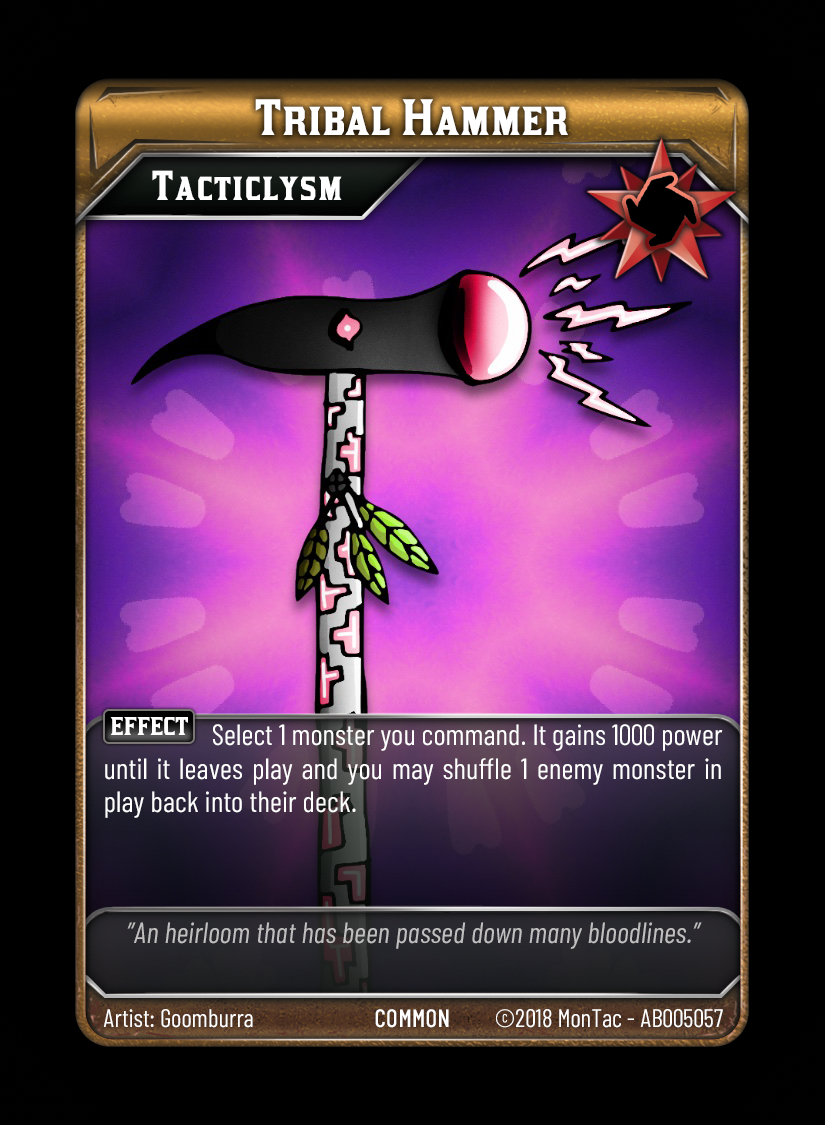 Tribal Hammer
Tacticlysm
EFFECT Select 1 monster you command. It gains 1000 power
until it leaves play and you may shuffle 1 enemy monster in
play back into their deck.
"An heirloom that has been passed down many bloodlines."
Artist: Goomburra COMMON ©2018 MonTac - AB005057